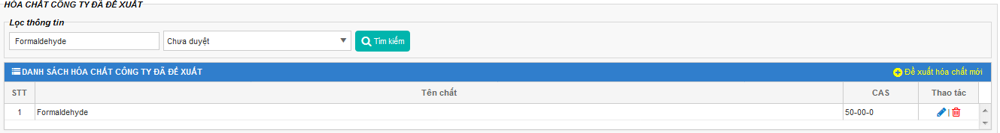 HÓA CHẤT CÔNG TY ĐÃ ĐỀ XUẤT
Lọc thông tin
Formaldehyde Chưa duyệt Tìm kiếm
DANH SÁCH HÓA CHẤT CÔNG TY ĐÃ ĐỀ XUẤT Đề xuất hóa chất mới
STT Tên chất CAS Thao tác
1 Formaldehyde 50-00-0 |